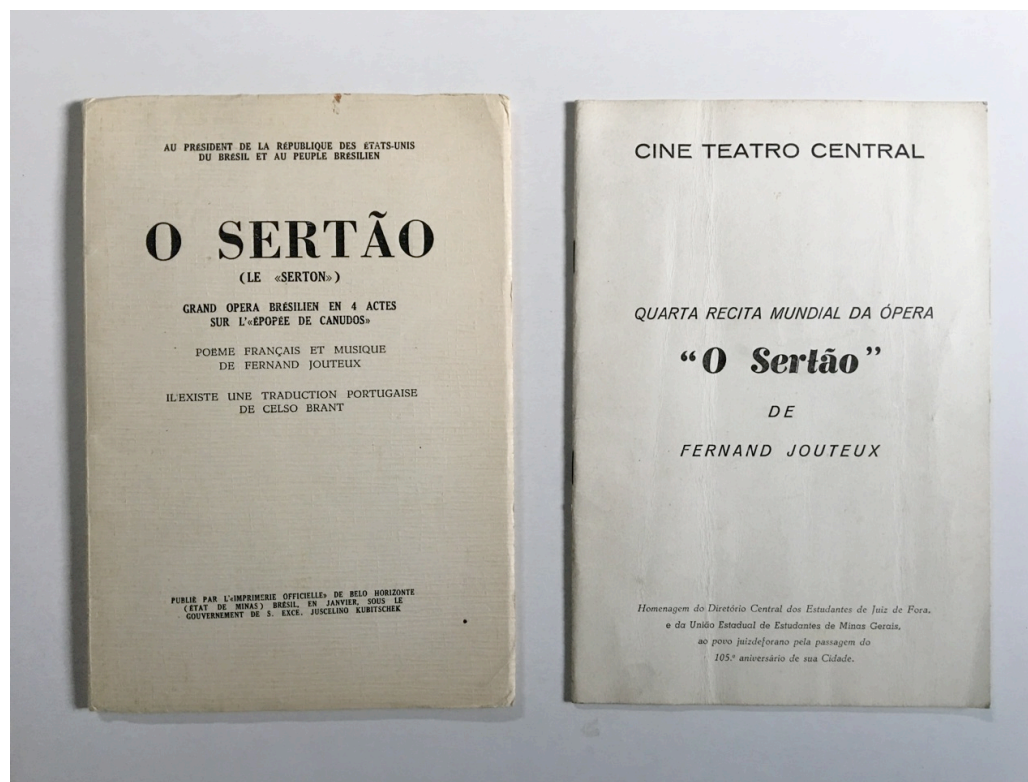 AU PRÉSIDENT DE LA RÉPUBLIQUE DES ÉTATS-UNIS
DU BRÉSIL ET AU PEUPLE BRÉSILIEN
O SERTÃO
(LE «SERTON»)
GRAND OPERA BRÉSILIEN EN 4 ACTES
SUR L'«ÉPOPÉE DE CANUDOS»
POEME FRANÇAIS ET MUSIQUE
DE FERNAND JOUTEUX
IL EXISTE UNE TRADUCTION PORTUGAISE
DE CELSO BRANT
PUBLIÉ PAR L'«IMPRIMERIE OFFICIELLE» DE BELO HORIZONTE
(ÉTAT DE MINAS) BRÉSIL, EN JANVIER, SOUS LE
GOUVERNEMENT DE S. EXCE. JUSCELINO KUBITSCHEK
CINE TEATRO CENTRAL
QUARTA RECITA MUNDIAL DA ÓPERA
"O Sertão"
DE
FERNAND JOUTEUX
Homenagem do Diretório Central dos Estudantes de Juiz de Fora,
e da União Estadual de Estudantes de Minas Gerais,
ao povo juizdeforano pela passagem do
105.º aniversário de sua Cidade.